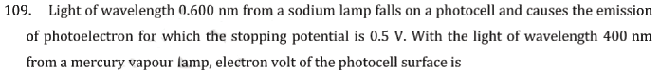 109. Light of wavelength 0.600 nm from a sodium lamp falls on a photocell and causes the emission
of photoelectron for which the stopping potential is 0.5 V. With the light of wavelength 400 nm
from a mercury vapour lamp, electron volt of the photocell surface is